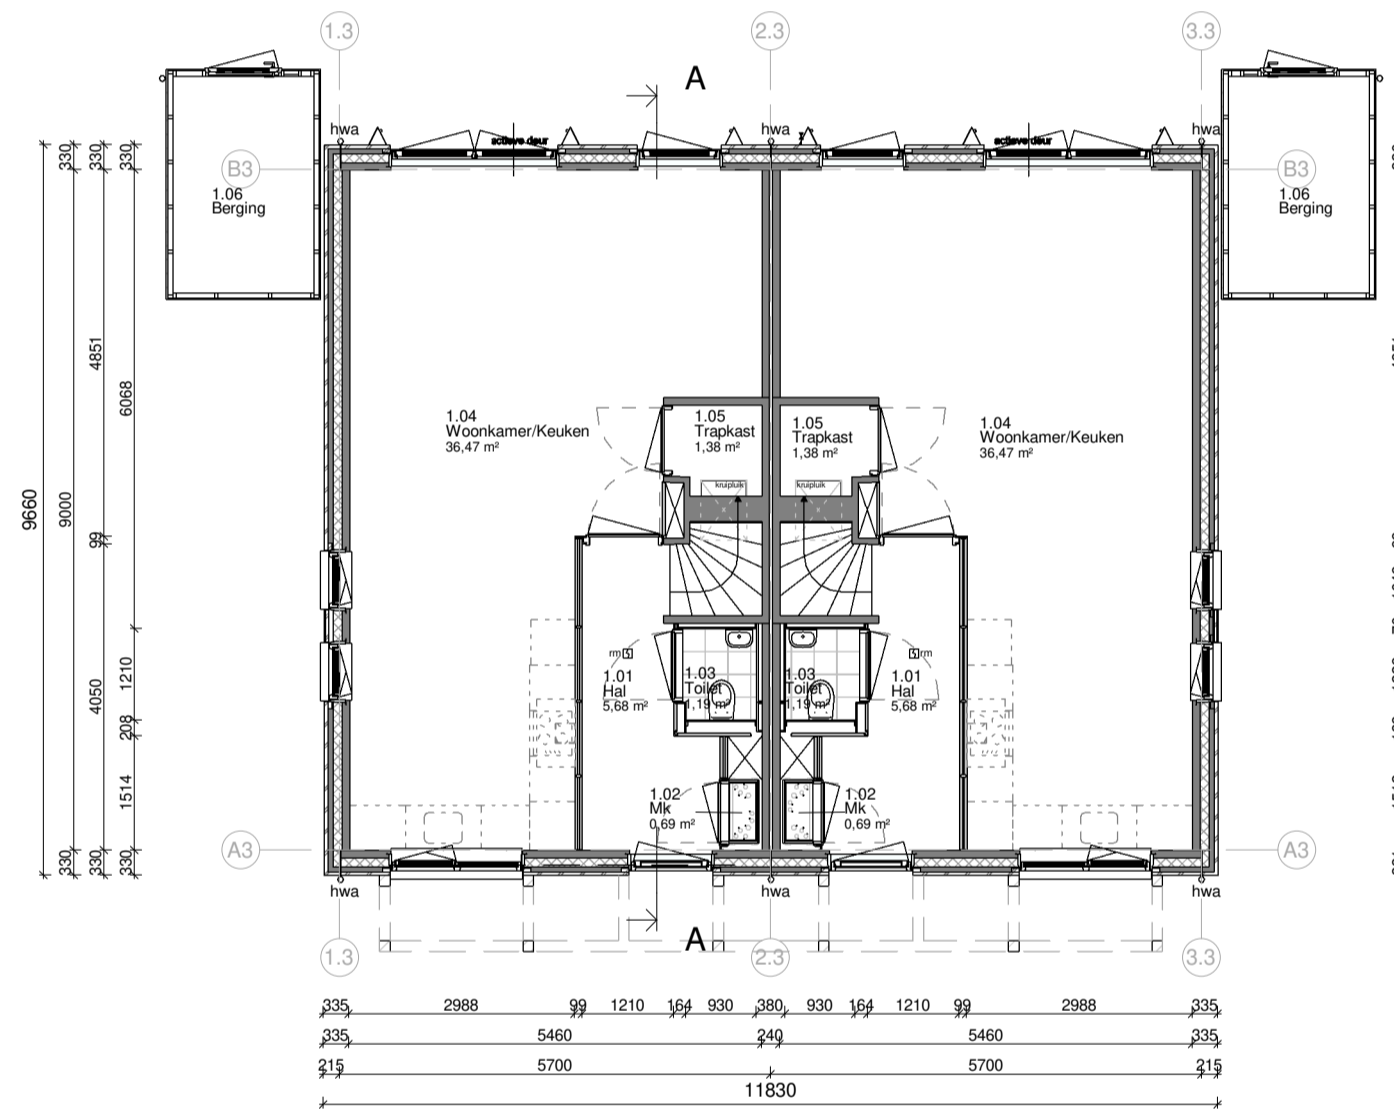 1.3
2.3
3.3
A
hwa
hwa
hwa
actieve deur
actieve deur
B3
B3
1.06
Berging
1.06
Berging
330
330
330
4851
6068
9660
9000
99
4050
1210
208
1514
330
330
330
1.04
Woonkamer/Keuken
36,47 m²
1.05
Trapkast
1,38 m²
1.05
Trapkast
1,38 m²
1.04
Woonkamer/Keuken
36,47 m²
kruipluik
kruipluik
rm
1.01
Hal
5,68 m²
1.03
Toilet
1,19 m²
1.03
Toilet
1,19 m²
rm
1.01
Hal
5,68 m²
1.02
Mk
0,69 m²
1.02
Mk
0,69 m²
A3
A3
hwa
hwa
hwa
A
1.3
2.3
3.3
335 2988 99 1210 164 930 380 930 164 1210 99 2988 335
335 5460 240 5460 335
215 5700 5700 215
11830